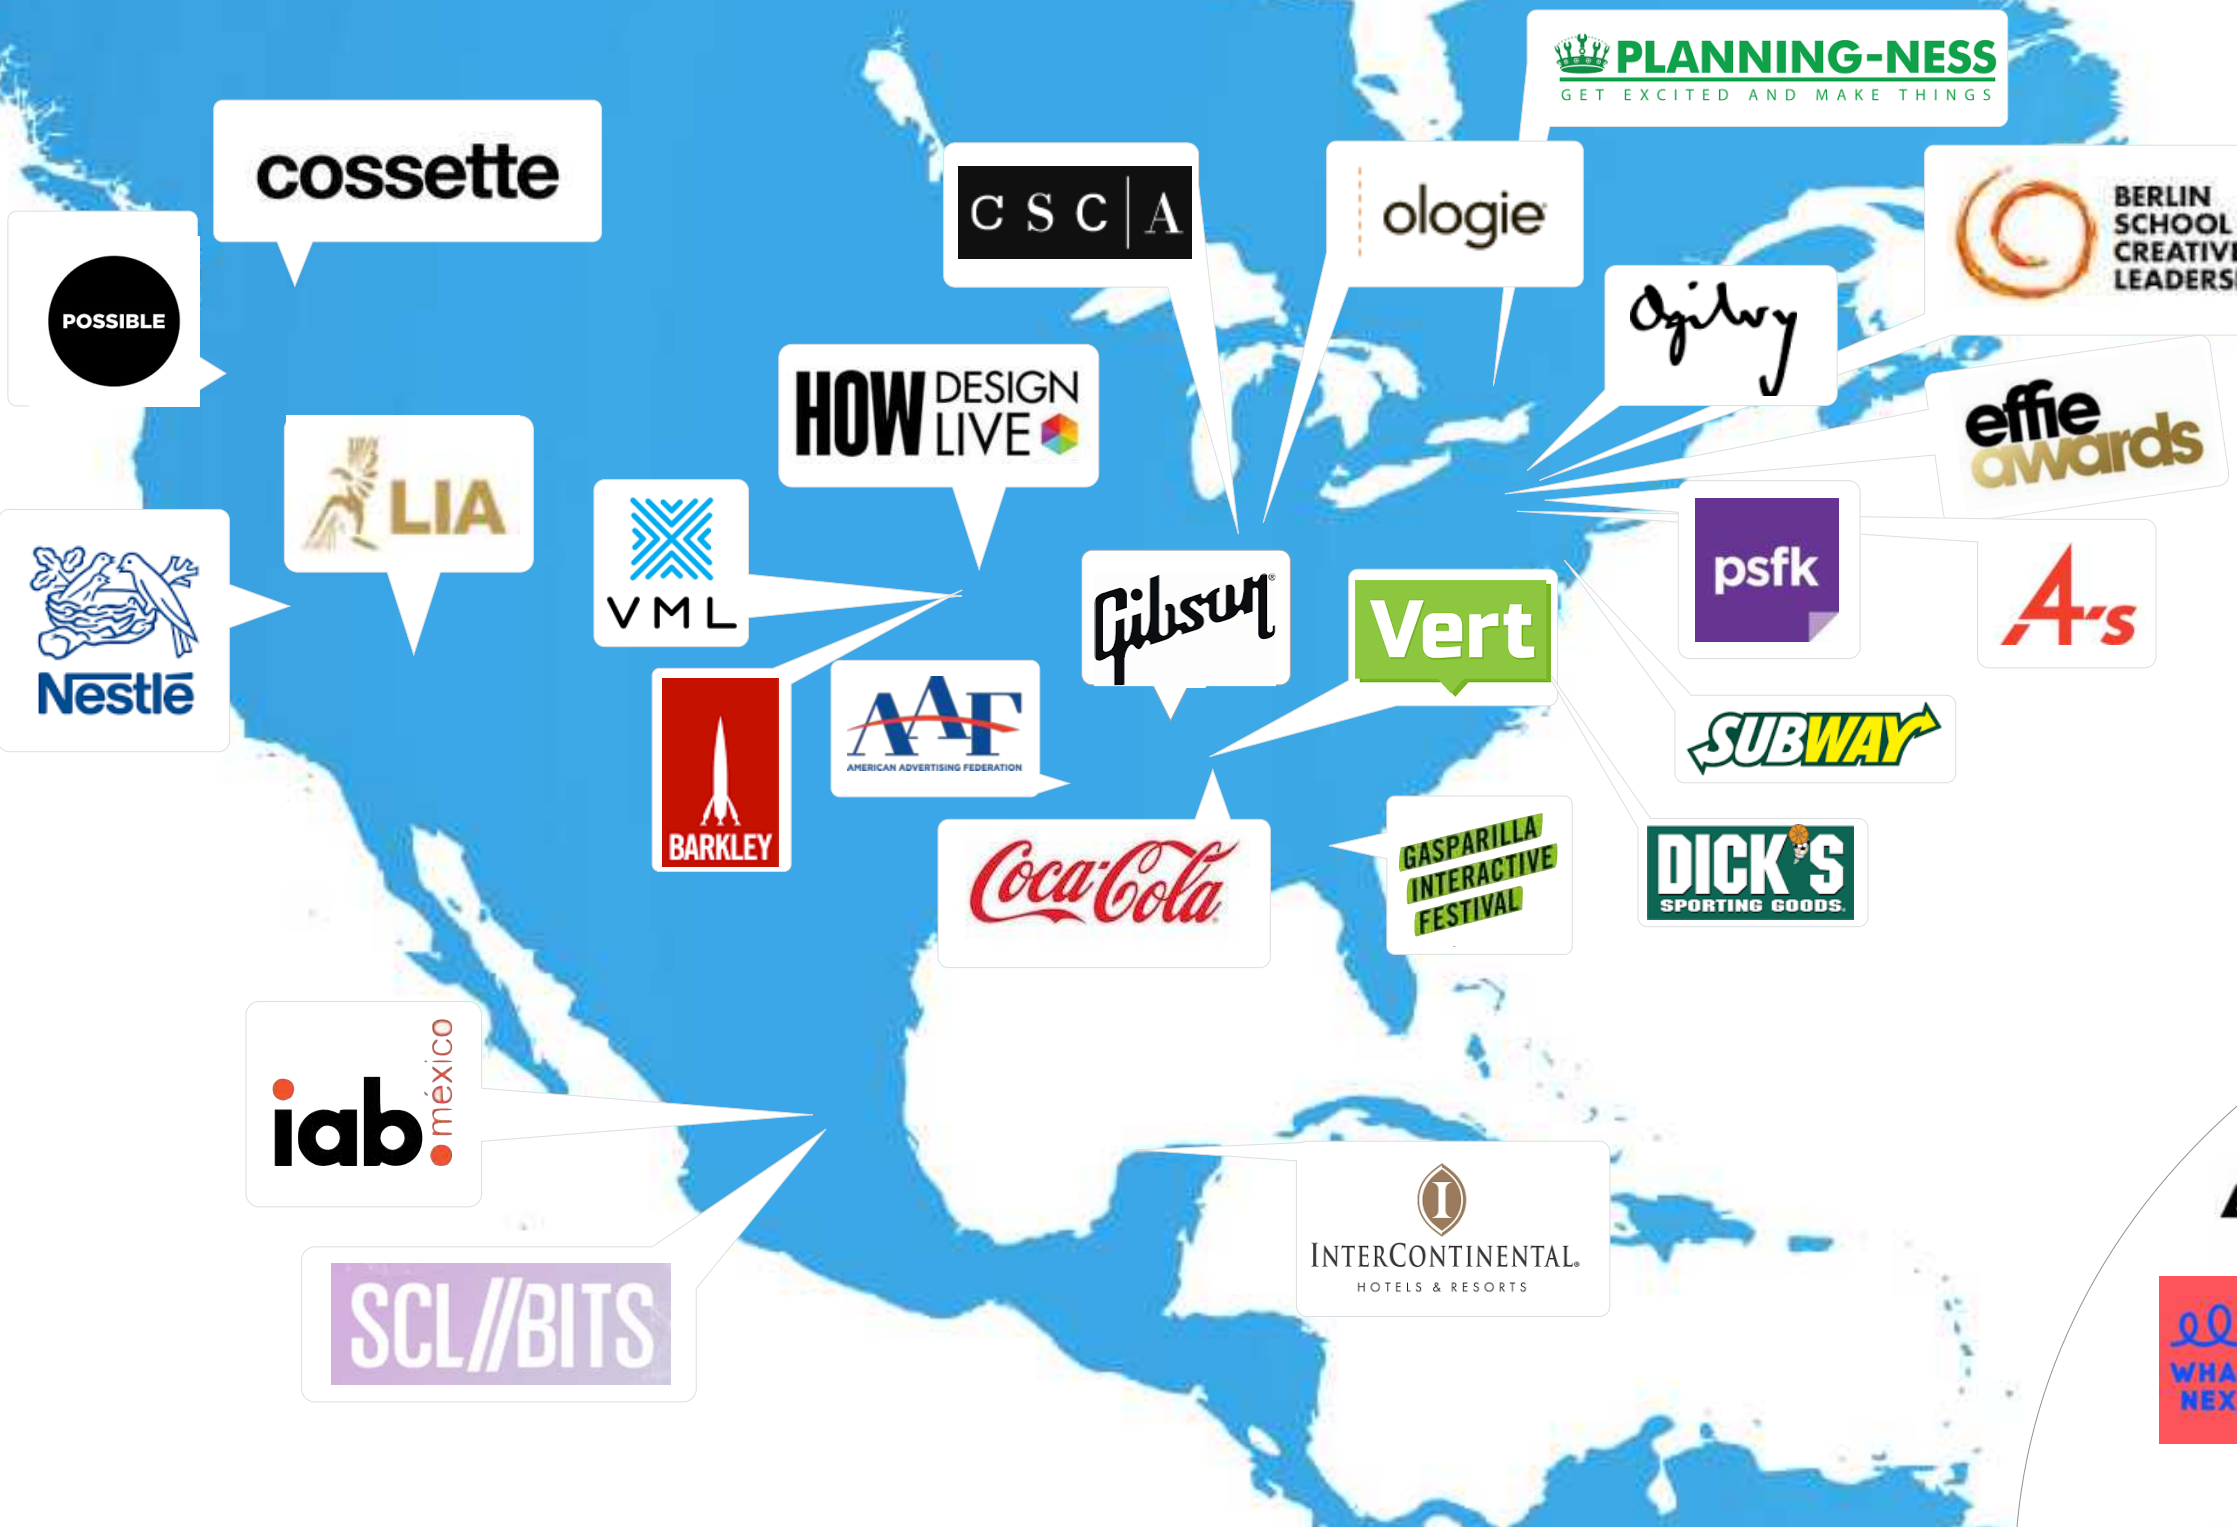 PLANNING-NESS
GET EXCITED AND MAKE THINGS
cossette
CSC|A
ologie
BERLIN
SCHOOL
POSSIBLE
Ogilvy
HOW DESIGN
LIVE
effie
awards
LIA
VML
psfk
A's
Gibson
Vert
Nestlé
AAF
AMERICAN ADVERTISING FEDERATION
SUBWAY
BARKLEY
Coca-Cola
GASPARILLA
INTERACTIVE
FESTIVAL
DICK'S
SPORTING GOODS
iab méxico
INTERCONTINENTAL
HOTELS & RESORTS
SCL//BITS